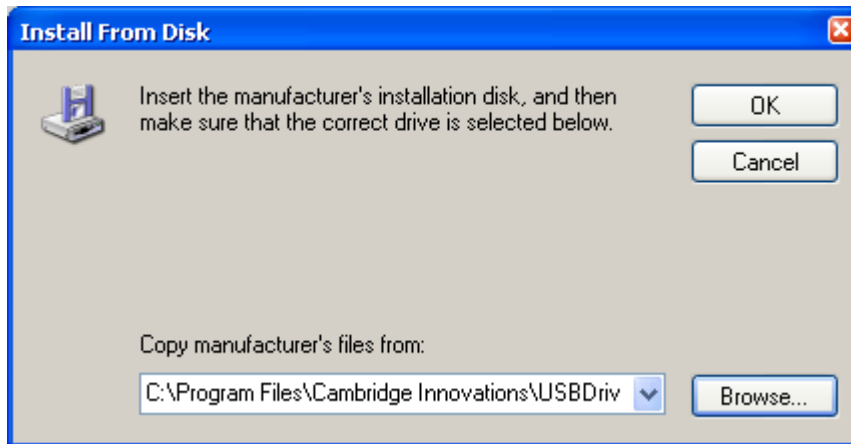 Install From Disk
Insert the manufacturer's installation disk, and then
make sure that the correct drive is selected below.
OK
Cancel
Copy manufacturer's files from:
C:\Program Files\Cambridge Innovations\USBDriv
Browse...